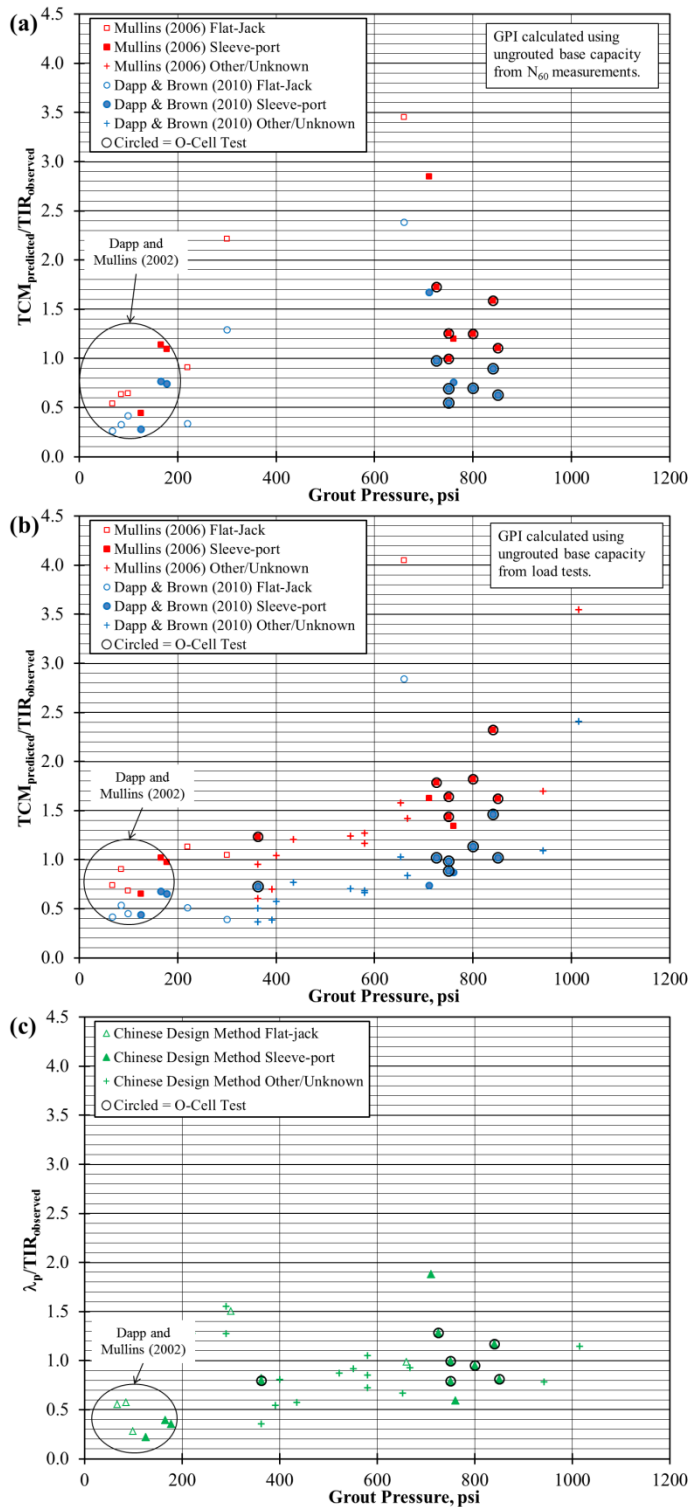 (a)
Mullins (2006) Flat-Jack
Mullins (2006) Sleeve-port
Mullins (2006) Other/Unknown
Dapp & Brown (2010) Flat-Jack
Dapp & Brown (2010) Sleeve-port
Dapp & Brown (2010) Other/Unknown
Circled = O-Cell Test
GPI calculated using
ungrouted base capacity
from N60 measurements.
Dapp and
Mullins (2002)
TCMpredicted/TIRobserved
4.5
4.0
3.5
3.0
2.5
2.0
1.5
1.0
0.5
0.0
0 200 400 600 800 1000 1200
Grout Pressure, psi
(b)
Mullins (2006) Flat-Jack
Mullins (2006) Sleeve-port
Mullins (2006) Other/Unknown
Dapp & Brown (2010) Flat-Jack
Dapp & Brown (2010) Sleeve-port
Dapp & Brown (2010) Other/Unknown
Circled = O-Cell Test
GPI calculated using
ungrouted base capacity
from load tests.
Dapp and
Mullins (2002)
TCMpredicted/TIRobserved
4.5
4.0
3.5
3.0
2.5
2.0
1.5
1.0
0.5
0.0
0 200 400 600 800 1000 1200
Grout Pressure, psi
(c)
Chinese Design Method Flat-jack
Chinese Design Method Sleeve-port
Chinese Design Method Other/Unknown
Circled = O-Cell Test
Dapp and
Mullins (2002)
λp/TIRobserved
4.5
4.0
3.5
3.0
2.5
2.0
1.5
1.0
0.5
0.0
0 200 400 600 800 1000 1200
Grout Pressure, psi